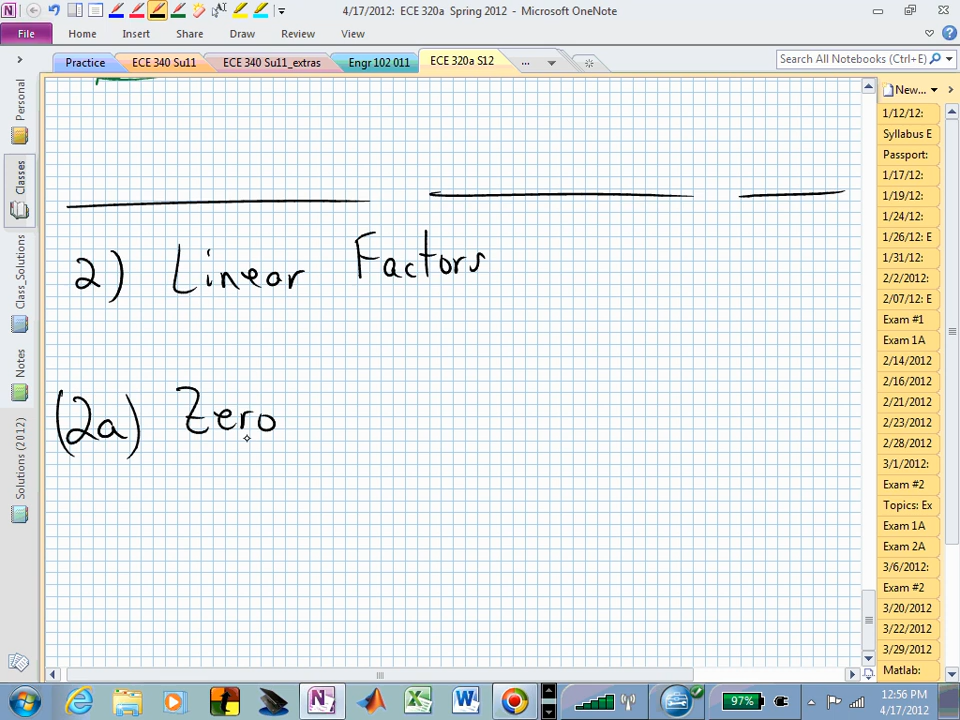 4/17/2012: ECE 320a Spring 2012 - Microsoft OneNote
File Home Insert Share Draw Review View
Practice ECE 340 Su11 ECE 340 Su11_extras Engr 102 011 ECE 320a S12 ... Search All Notebooks (Ctrl+E)
Personal
Classes
Class_Solutions
Notes
Solutions (2012)
2) Linear Factors
(2a) Zero
New...
1/12/12:
Syllabus E
Passport:
1/17/12:
1/19/12:
1/24/12:
1/26/12: E
1/31/12:
2/2/2012:
2/07/12: E
Exam #1
Exam 1A
2/14/2012
2/16/2012
2/21/2012
2/23/2012
2/28/2012
3/1/2012:
Exam #2
Topics: Ex
Exam 1A
Exam 2A
3/6/2012:
Exam #2
3/20/2012
3/22/2012
3/29/2012
Matlab:
97%
12:56 PM
4/17/2012